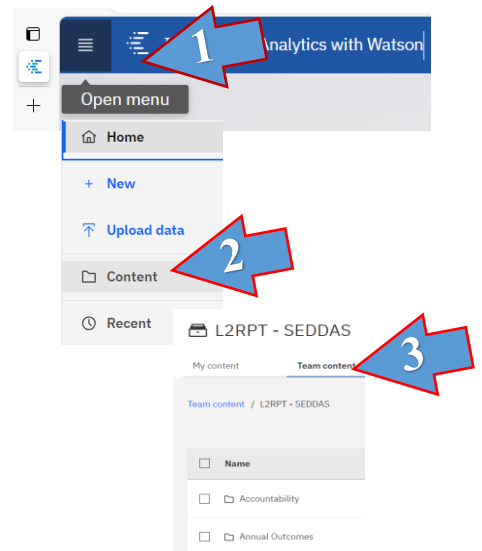 1
Analytics with Watson
Open menu
Home
+ New
Upload data
2
Content
Recent
L2RPT - SEDDAS
3
My content
Team content
Team content / L2RPT - SEDDAS
Name
Accountability
Annual Outcomes